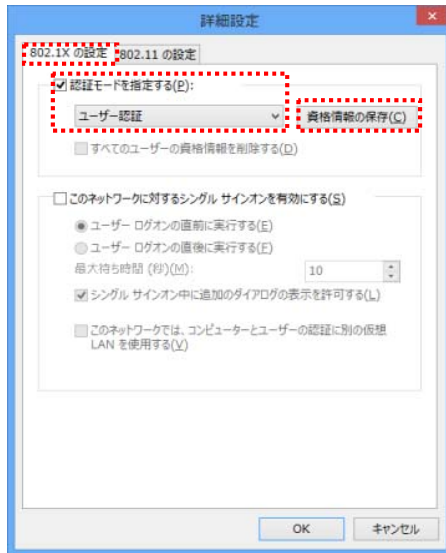 詳細設定
802.1X の設定 802.11 の設定
認証モードを指定する(P):
ユーザー認証 資格情報の保存(C)
すべてのユーザーの資格情報を削除する(D)
このネットワークに対するシングル サインオンを有効にする(S)
ユーザー ログオンの直前に実行する(E)
ユーザー ログオンの直後に実行する(F)
最大待ち時間 (秒)(M): 10
シングル サインオン中に追加のダイアログの表示を許可する(L)
このネットワークでは、コンピューターとユーザーの認証に別の仮想
LAN を使用する(V)
OK キャンセル